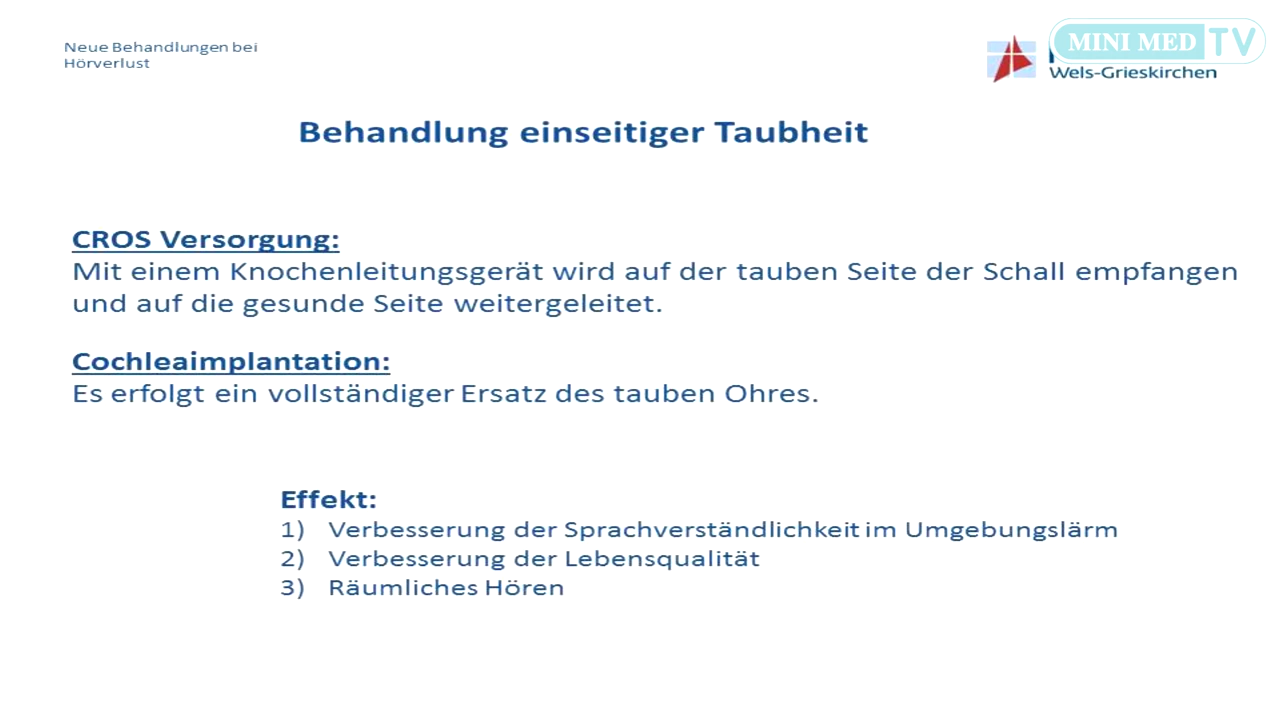 Neue Behandlungen bei
Hörverlust
MINI MED TV
Wels-Grieskirchen
Behandlung einseitiger Taubheit
CROS Versorgung:
Mit einem Knochenleitungsgerät wird auf der tauben Seite der Schall empfangen
und auf die gesunde Seite weitergeleitet.
Cochleaimplantation:
Es erfolgt ein vollständiger Ersatz des tauben Ohres.
Effekt:
1) Verbesserung der Sprachverständlichkeit im Umgebungslärm
2) Verbesserung der Lebensqualität
3) Räumliches Hören